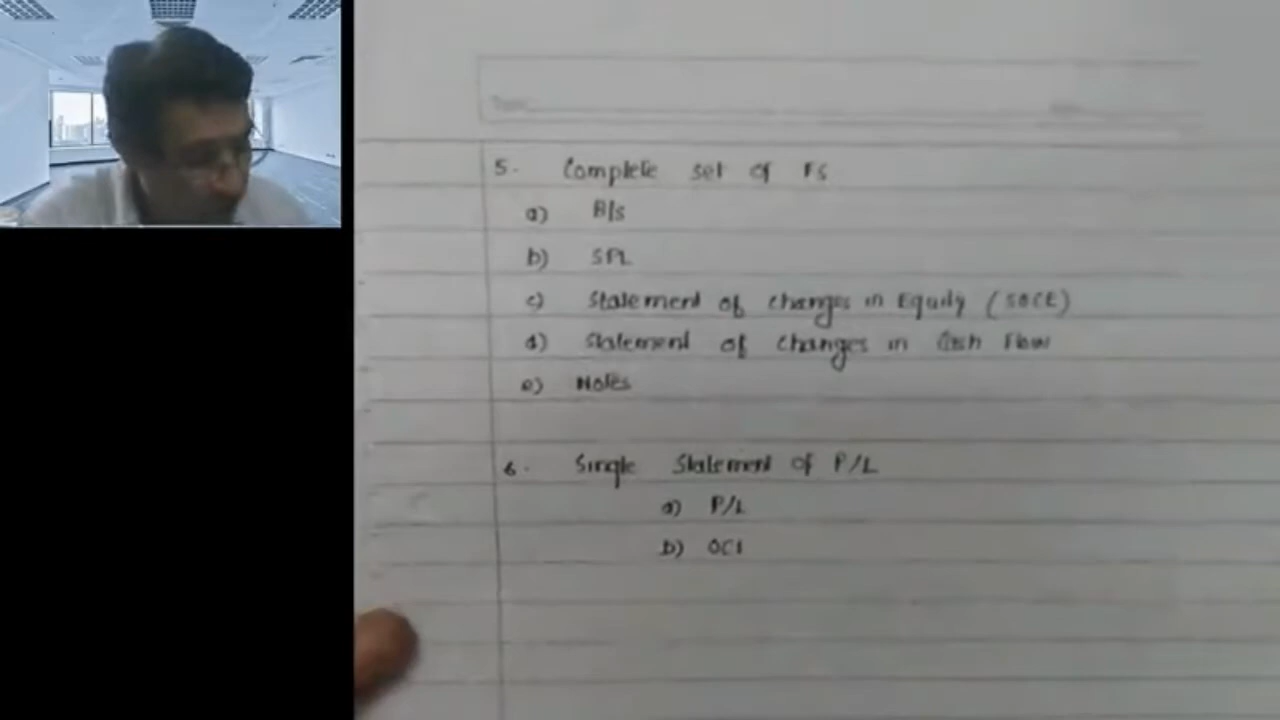 5. Complete set of FS
a) B/s
b) SPL
c) Statement of changes in Equity (SOCE)
d) Statement of changes in Cash Flow
e) Notes
6. Single Statement of P/L
a) P/L
b) OCI